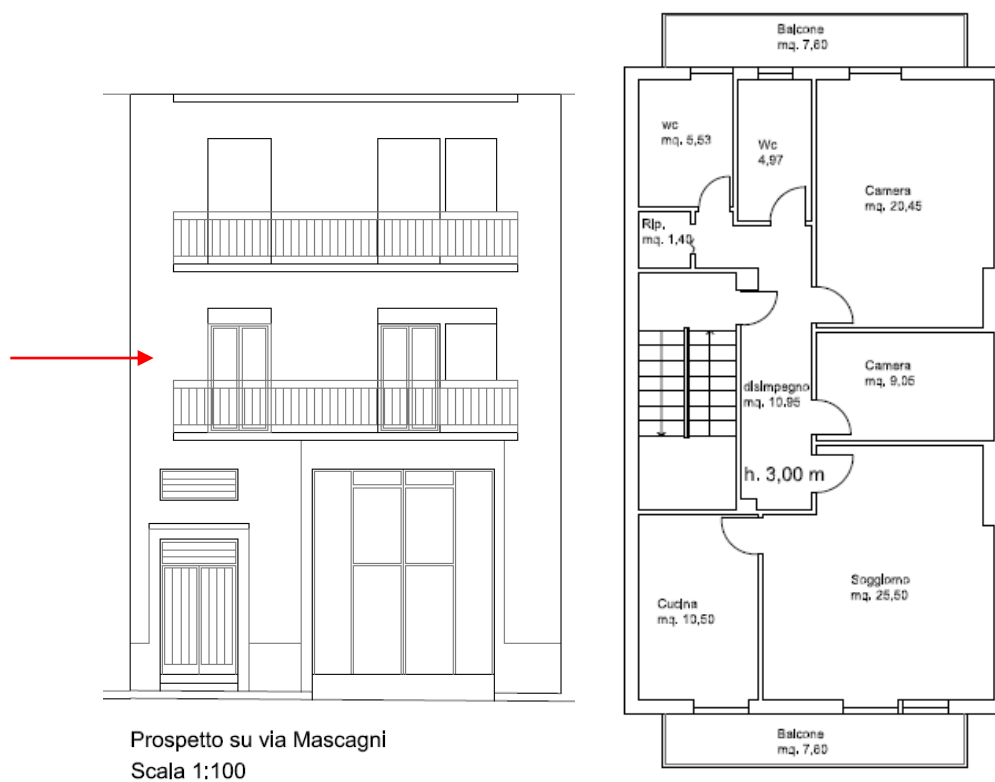 Prospetto su via Mascagni
Scala 1:100
Balcone
mq. 7,60
wc
mq. 5,53
Wc
4,97
Camera
mq. 20,45
Rip.
mq. 1,40
Camera
mq. 9,05
disimpegno
mq. 10,95
h. 3,00 m
Soggiorno
mq. 25,50
Cucina
mq. 10,50
Balcone
mq. 7,60